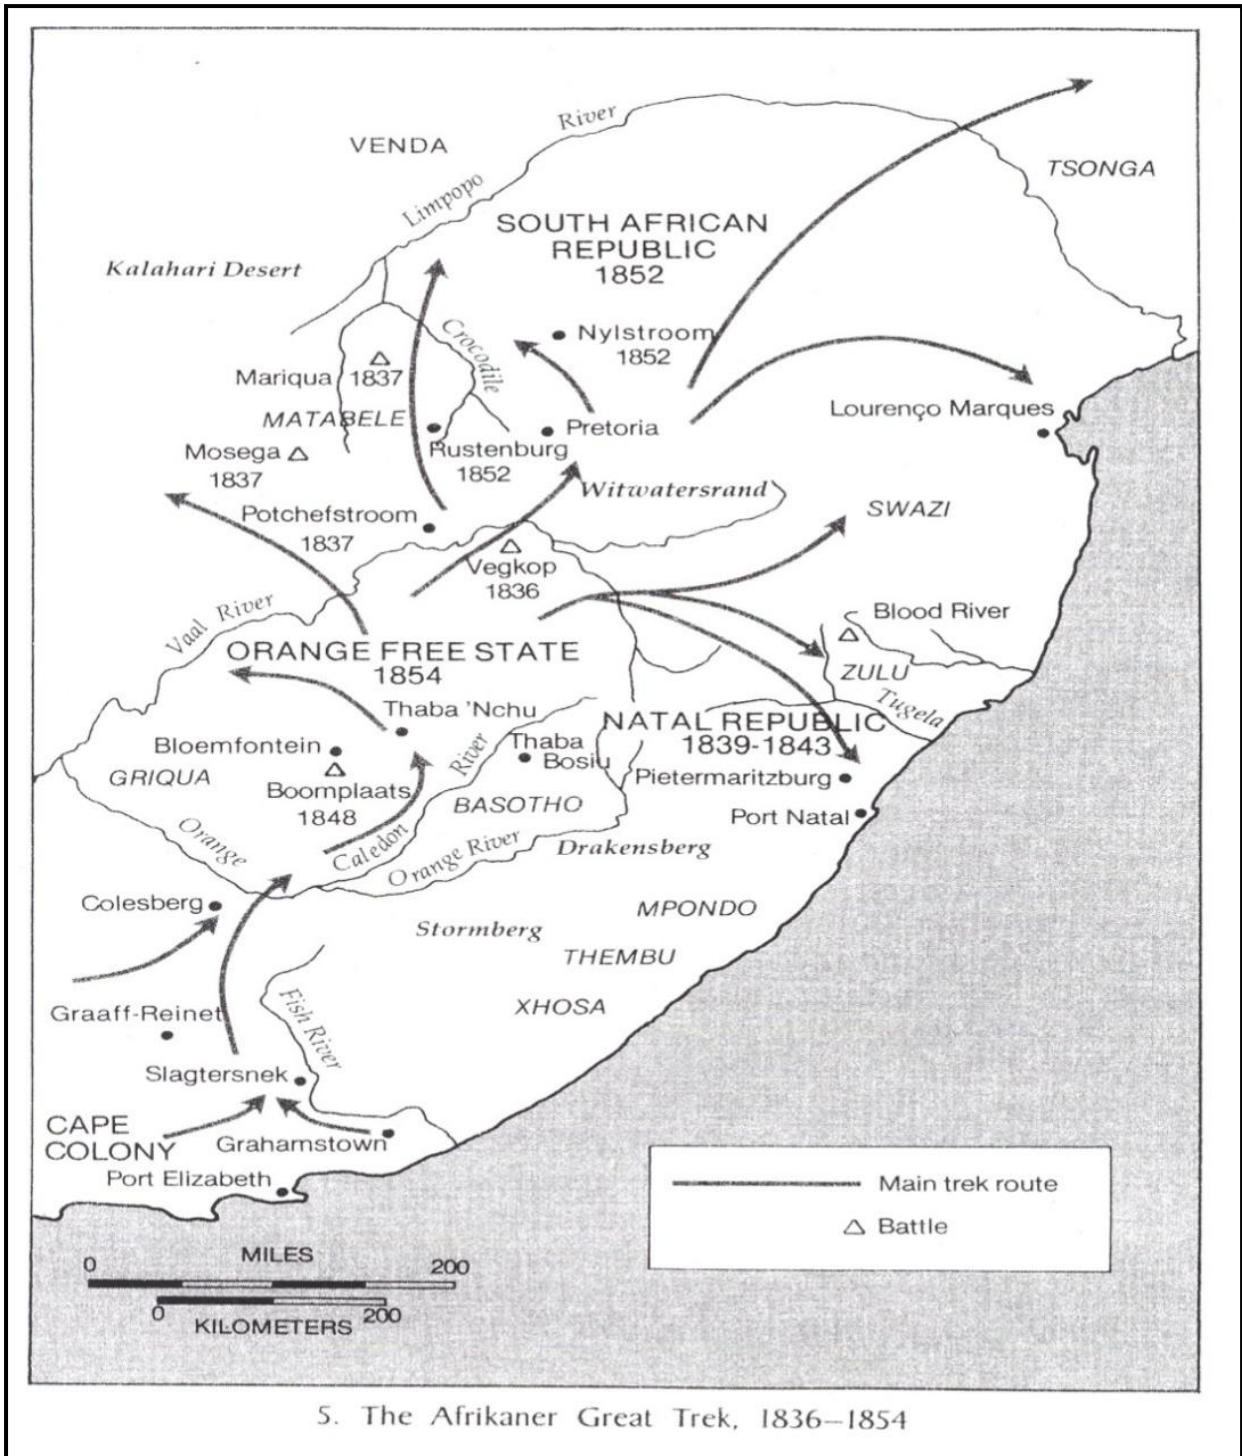 River
VENDA
TSONGA
Limpopo
SOUTH AFRICAN
REPUBLIC
1852
Kalahari Desert
Crocodile
Nylstroom
1852
Mariqua
1837
MATABELE
Lourenço Marques
Pretoria
Mosega
1837
Rustenburg
1852
Witwatersrand
SWAZI
Potchefstroom
1837
Vegkop
1836
Vaal River
Blood River
ORANGE FREE STATE
1854
ZULU
Tugela
Thaba 'Nchu
NATAL REPUBLIC
1839-1843
Bloemfontein
River
Thaba
Bosiu
GRIQUA
Boomplaats
1848
Pietermaritzburg
BASOTHO
Port Natal
Orange
Caledon
Orange River
Drakensberg
Colesberg
MPONDO
Stormberg
THEMBU
XHOSA
Graaff-Reinet
Fish River
Slagtersnek
CAPE
COLONY
Grahamstown
Port Elizabeth
Main trek route
Battle
MILES
0 200
0 200
KILOMETERS
5. The Afrikaner Great Trek, 1836–1854